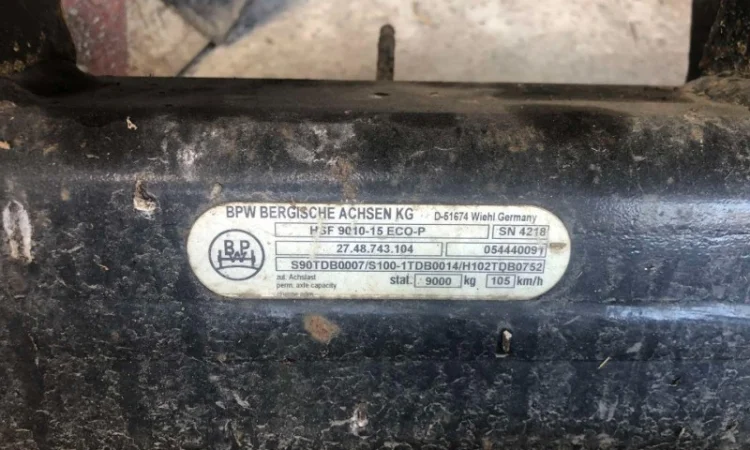 BPW BERGISCHE ACHSEN KG D-51674 Wiehl Germany
HSF 9010-15 ECO-P SN 4218
BPW 27.48.743.104 054440091
S90TDB0007/S100-1TDB0014/H102TDB0752
zul. Achslast stat. 9000 kg 105 km/h
perm. axle capacity